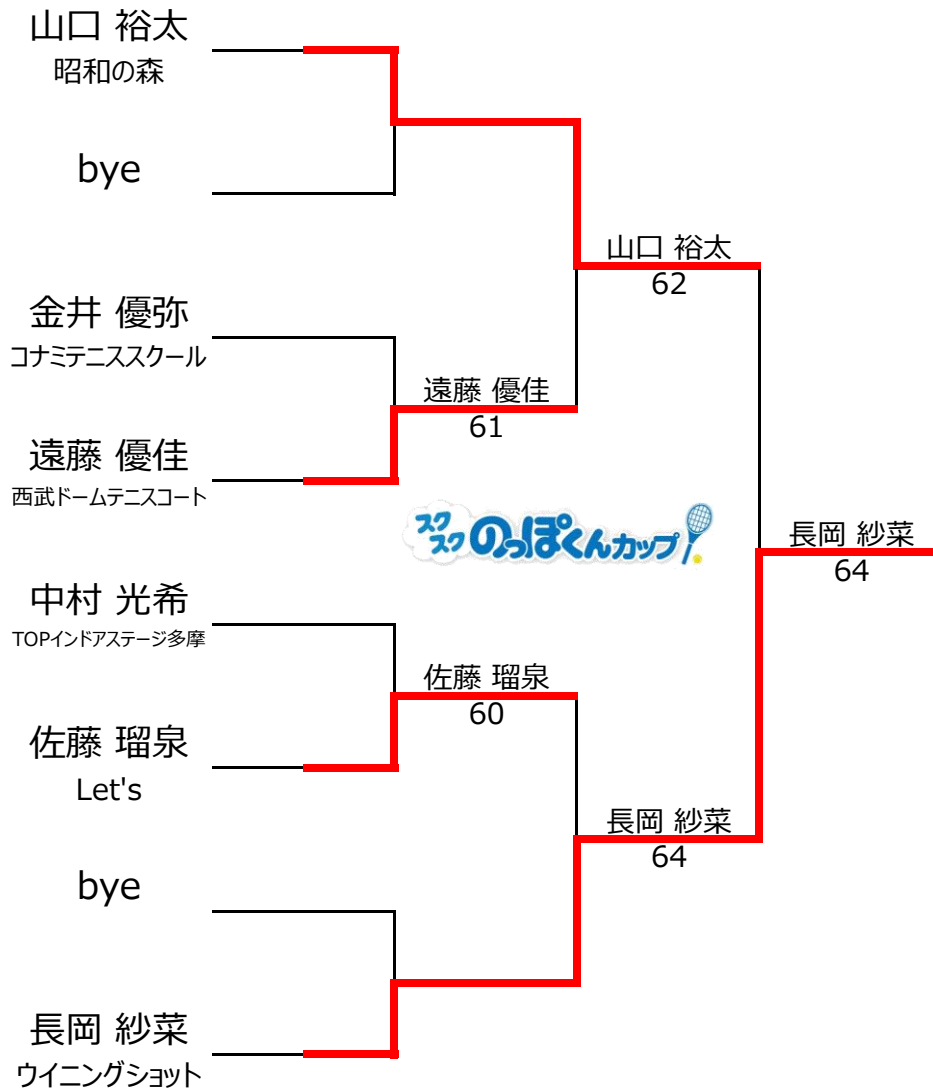 山口 裕太
昭和の森
bye
山口 裕太
62
金井 優弥
コナミテニススクール
遠藤 優佳
61
遠藤 優佳
西武ドームテニスコート
スク
スク
のっぽくんカップ
長岡 紗菜
64
中村 光希
TOPインドアステージ多摩
佐藤 瑠泉
60
佐藤 瑠泉
Let's
長岡 紗菜
64
bye
長岡 紗菜
ウイニングショット